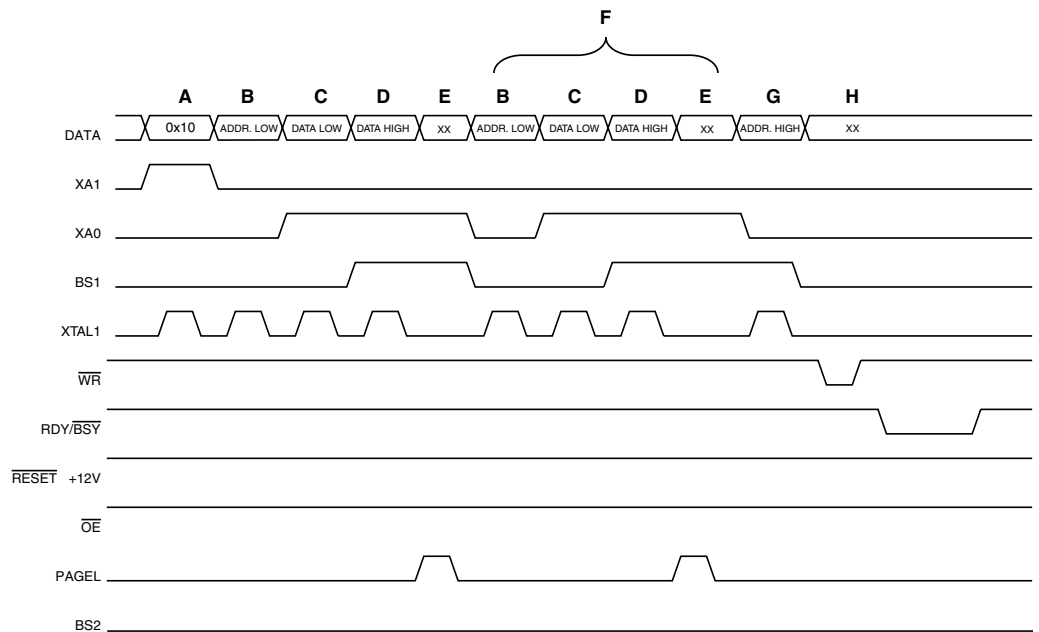 F
A B C D E B C D E G H
DATA 0x10 ADDR. LOW DATA LOW DATA HIGH XX ADDR. LOW DATA LOW DATA HIGH XX ADDR. HIGH XX
XA1
XA0
BS1
XTAL1
WR
RDY/BSY
RESET +12V
OE
PAGEL
BS2